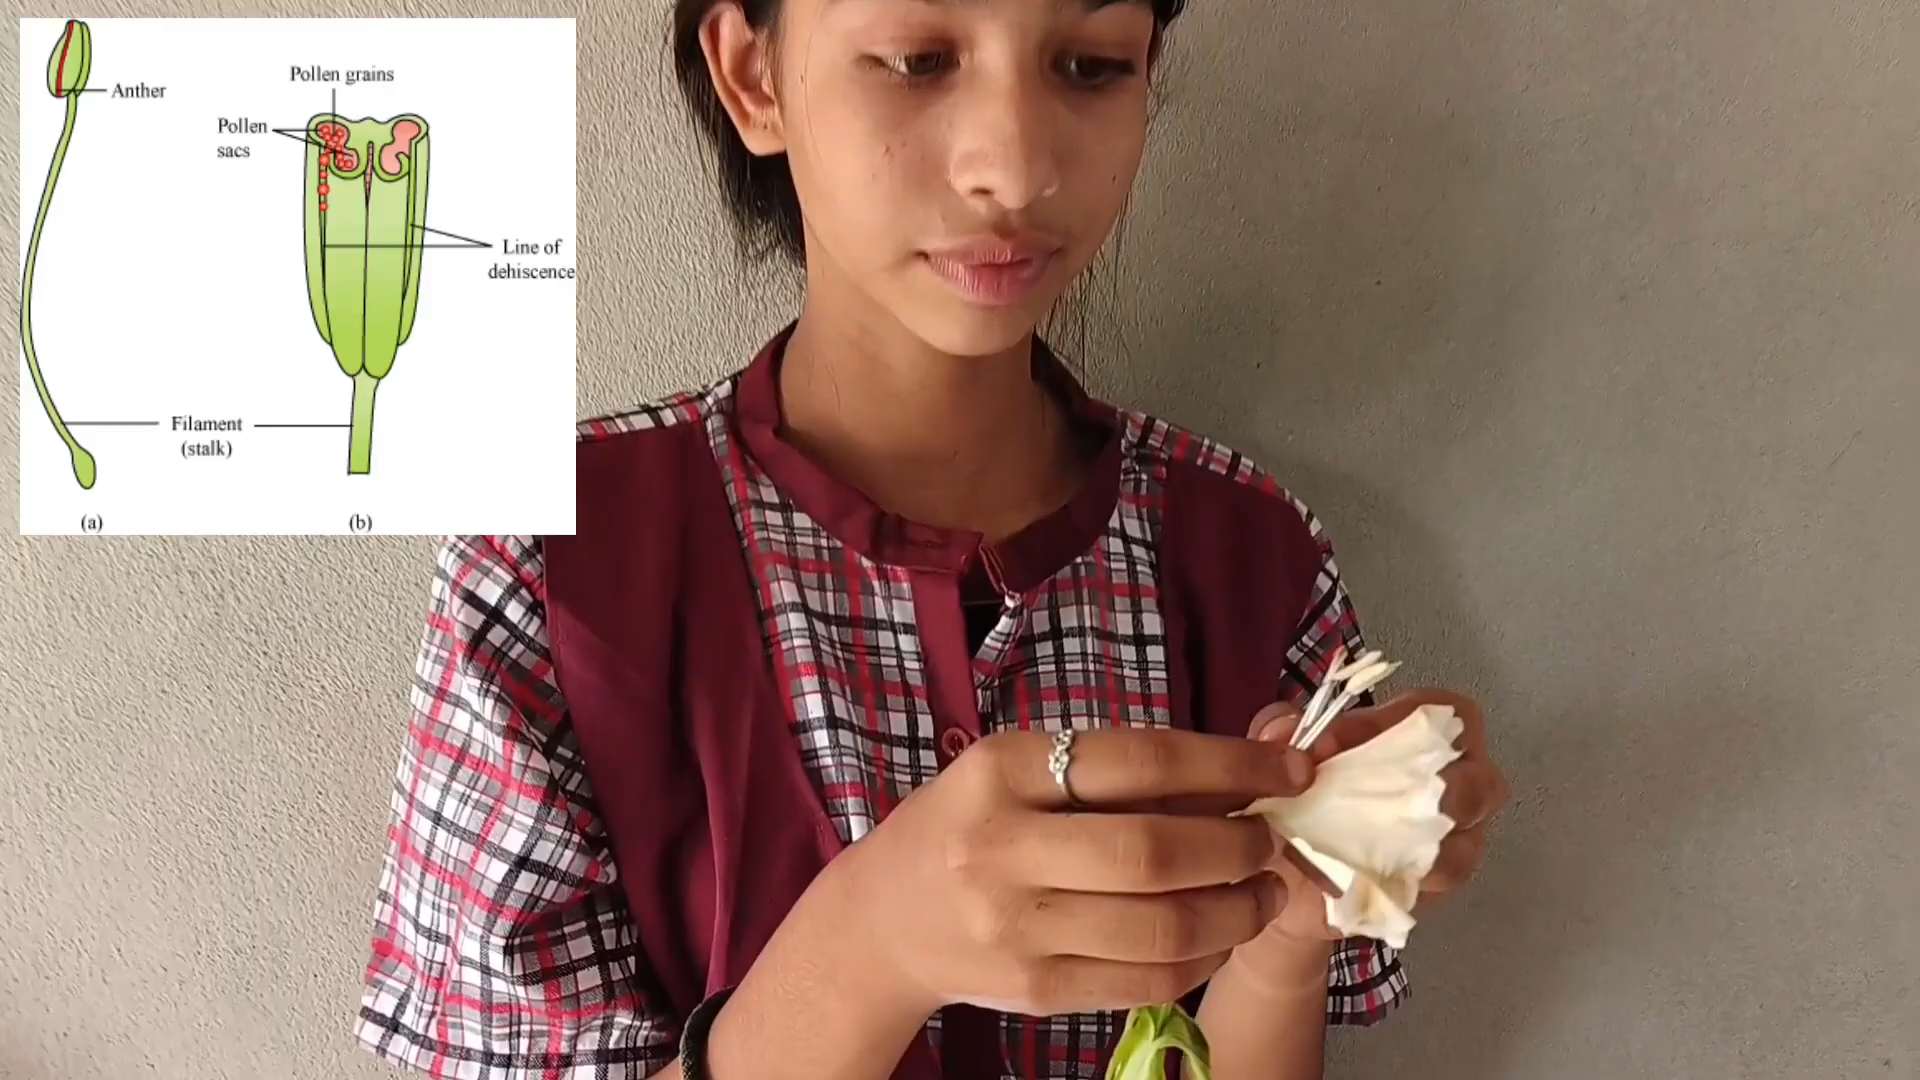 Anther
Pollen grains
Pollen
sacs
Line of
dehiscence
Filament
(stalk)
(a)
(b)